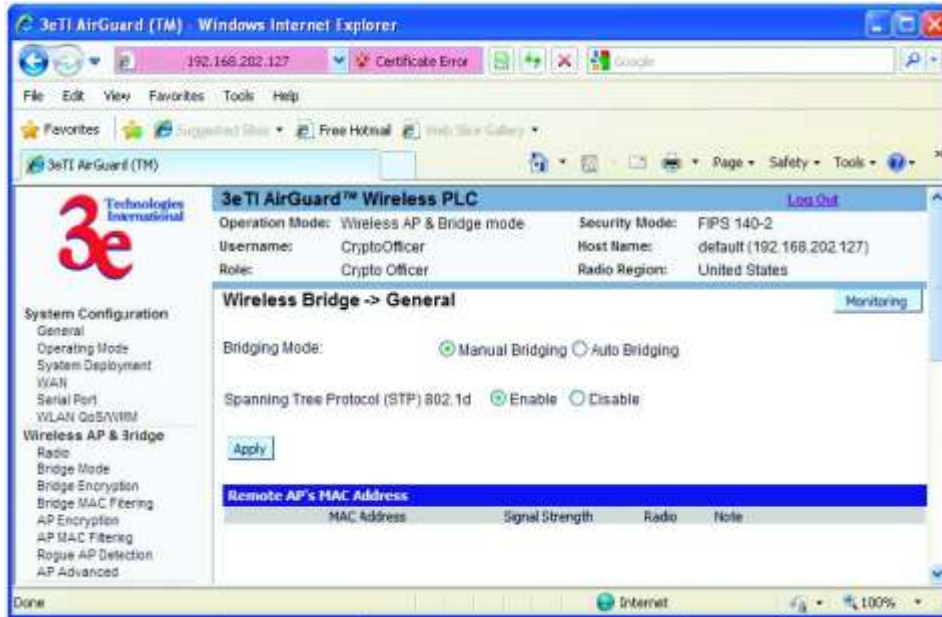 3eTI AirGuard (TM) - Windows Internet Explorer
192.168.202.127 Certificate Error Google
File Edit View Favorites Tools Help
Favorites Suggested Sites Free Hotmail Web Slice Gallery
3eTI AirGuard (TM) Page Safety Tools
3e Technologies International
3eTI AirGuard™ Wireless PLC Log Out
Operation Mode: Wireless AP & Bridge mode Security Mode: FIPS 140-2
Username: CryptoOfficer Host Name: default (192.168.202.127)
Role: Crypto Officer Radio Region: United States
Wireless Bridge -> General Monitoring
Bridging Mode: Manual Bridging Auto Bridging
Spanning Tree Protocol (STP) 802.1d Enable Disable
Apply
Remote AP's MAC Address
MAC Address Signal Strength Radio Note
System Configuration
General
Operating Mode
System Deployment
WAN
Serial Port
WLAN QoS/WMM
Wireless AP & Bridge
Radio
Bridge Mode
Bridge Encryption
Bridge MAC Filtering
AP Encryption
AP MAC Filtering
Rogue AP Detection
AP Advanced
Done Internet 100%